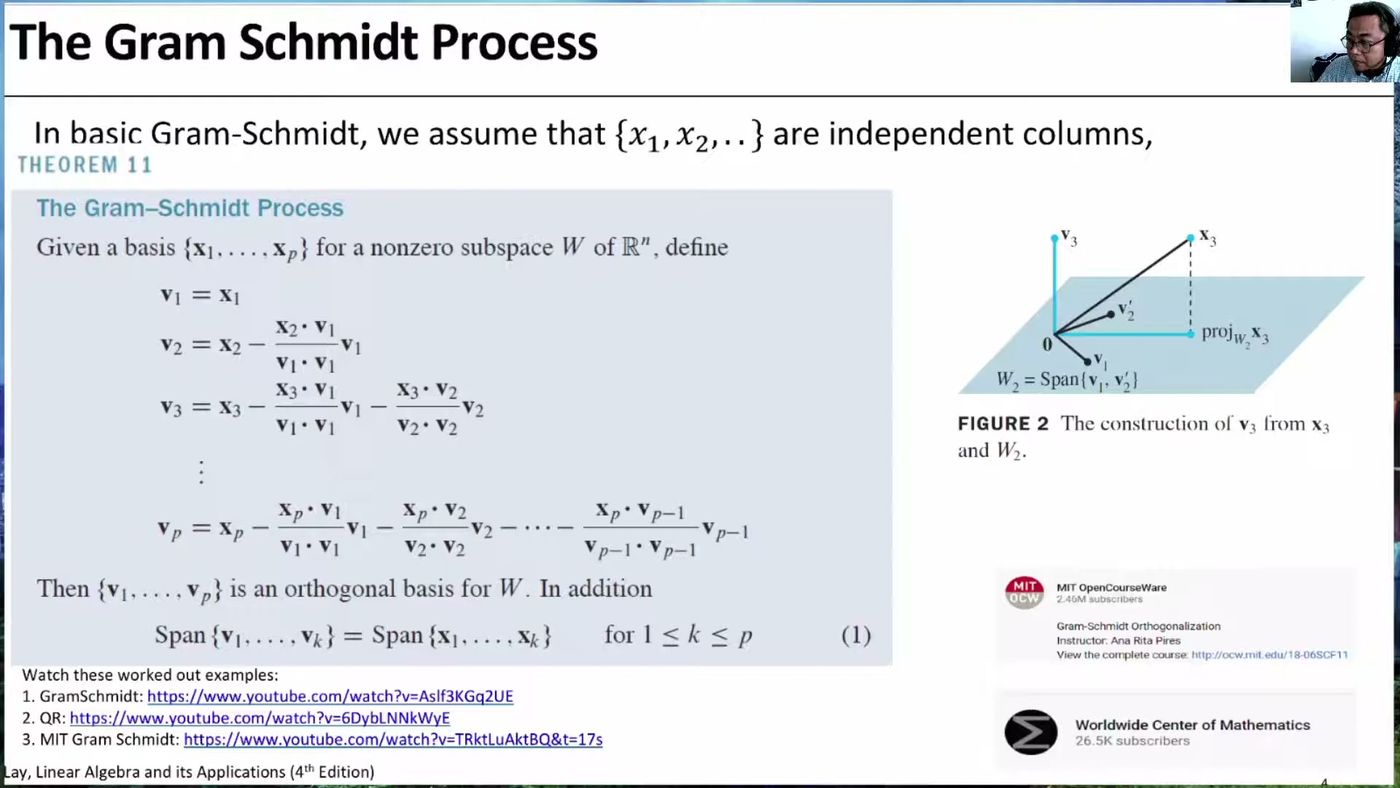 The Gram Schmidt Process
In basic Gram-Schmidt, we assume that {x₁, x₂, . . } are independent columns,
THEOREM 11
The Gram–Schmidt Process
Given a basis {x₁, . . . , xₚ} for a nonzero subspace W of ℝⁿ, define
v₁ = x₁
v₂ = x₂ − (x₂ · v₁)/(v₁ · v₁) v₁
v₃ = x₃ − (x₃ · v₁)/(v₁ · v₁) v₁ − (x₃ · v₂)/(v₂ · v₂) v₂
⋮
vₚ = xₚ − (xₚ · v₁)/(v₁ · v₁) v₁ − (xₚ · v₂)/(v₂ · v₂) v₂ − ⋯ − (xₚ · vₚ₋₁)/(vₚ₋₁ · vₚ₋₁) vₚ₋₁
Then {v₁, . . . , vₚ} is an orthogonal basis for W. In addition
Span {v₁, . . . , vₖ} = Span {x₁, . . . , xₖ} for 1 ≤ k ≤ p (1)
v₃
x₃
v′₂
0
proj_W₂ x₃
v₁
W₂ = Span{v₁, v′₂}
FIGURE 2 The construction of v₃ from x₃
and W₂.
MIT OpenCourseWare
MIT
OCW
2.46M subscribers
Gram-Schmidt Orthogonalization
Instructor: Ana Rita Pires
View the complete course: http://ocw.mit.edu/18-06SCF11
Worldwide Center of Mathematics
26.5K subscribers
Watch these worked out examples:
1. GramSchmidt: https://www.youtube.com/watch?v=Aslf3KGq2UE
2. QR: https://www.youtube.com/watch?v=6DybLNNkWyE
3. MIT Gram Schmidt: https://www.youtube.com/watch?v=TRktLuAktBQ&t=17s
Lay, Linear Algebra and its Applications (4th Edition)
4